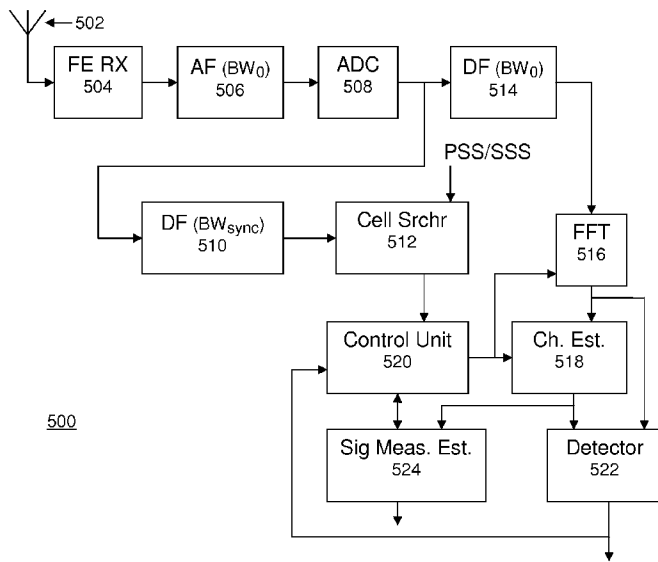 502
FE RX
504
AF (BW0)
506
ADC
508
DF (BW0)
514
PSS/SSS
DF (BWsync)
510
Cell Srchr
512
FFT
516
Control Unit
520
Ch. Est.
518
500
Sig Meas. Est.
524
Detector
522